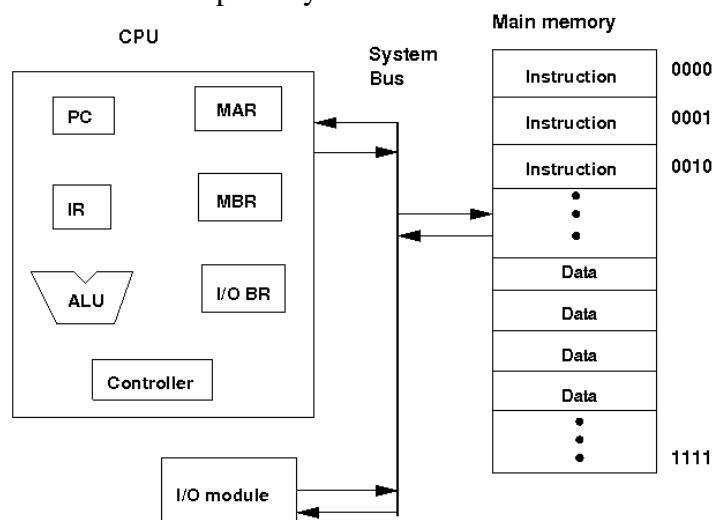 CPU
PC
MAR
IR
MBR
ALU
I/O BR
Controller
I/O module
System
Bus
Main memory
Instruction 0000
Instruction 0001
Instruction 0010
Data
Data
Data
Data
1111